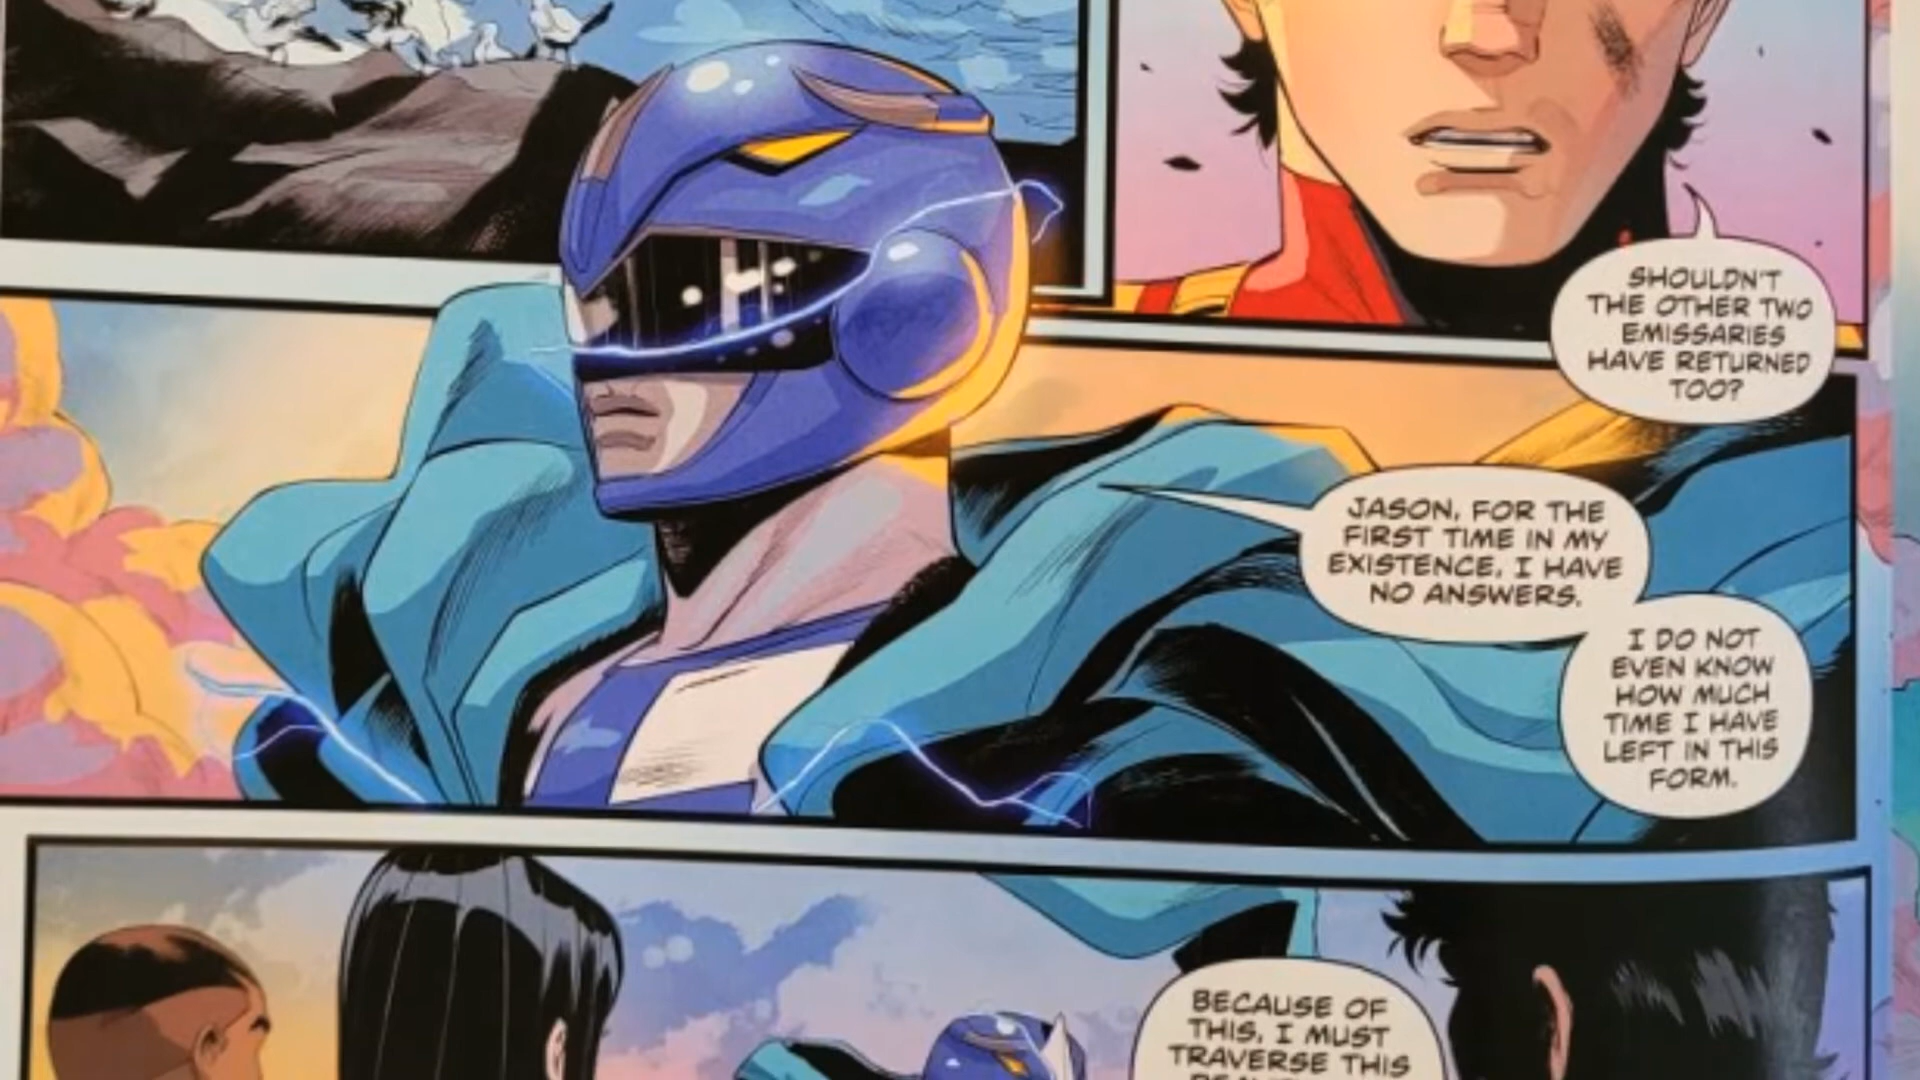 SHOULDN'T
THE OTHER TWO
EMISSARIES
HAVE RETURNED
TOO?
JASON, FOR THE
FIRST TIME IN MY
EXISTENCE, I HAVE
NO ANSWERS.
I DO NOT
EVEN KNOW
HOW MUCH
TIME I HAVE
LEFT IN THIS
FORM.
BECAUSE OF
THIS, I MUST
TRAVERSE THIS